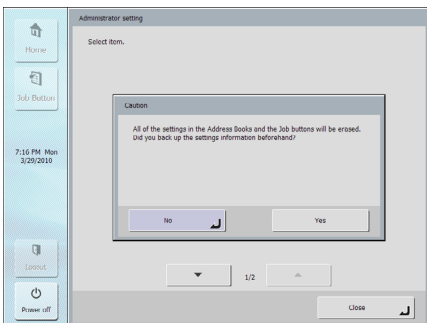 Administrator setting
Home
Select item.
Job Button
Caution
All of the settings in the Address Books and the Job buttons will be erased.
Did you back up the settings information beforehand?
7:16 PM Mon
3/29/2010
No
Yes
Logout
1/2
Power off
Close